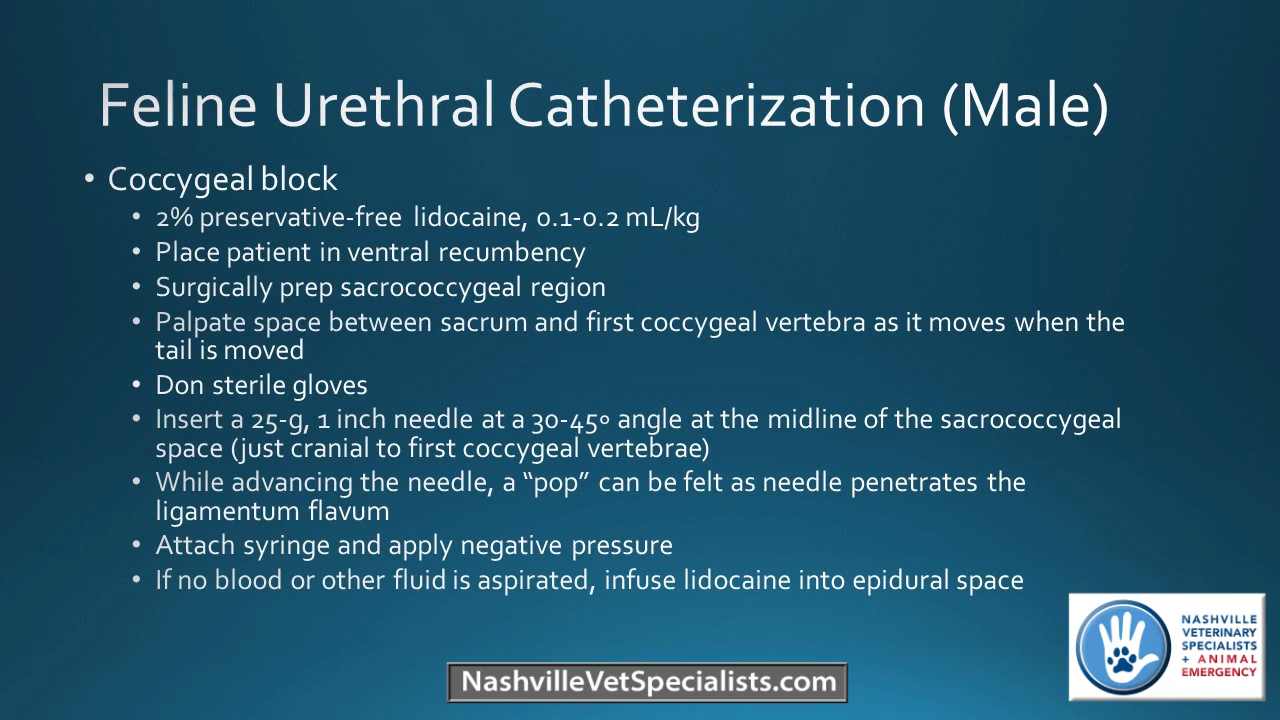 Feline Urethral Catheterization (Male)
• Coccygeal block
• 2% preservative-free lidocaine, 0.1-0.2 mL/kg
• Place patient in ventral recumbency
• Surgically prep sacrococcygeal region
• Palpate space between sacrum and first coccygeal vertebra as it moves when the
tail is moved
• Don sterile gloves
• Insert a 25-g, 1 inch needle at a 30-45º angle at the midline of the sacrococcygeal
space (just cranial to first coccygeal vertebrae)
• While advancing the needle, a “pop” can be felt as needle penetrates the
ligamentum flavum
• Attach syringe and apply negative pressure
• If no blood or other fluid is aspirated, infuse lidocaine into epidural space
NASHVILLE
VETERINARY
SPECIALISTS
+ ANIMAL
EMERGENCY
NashvilleVetSpecialists.com